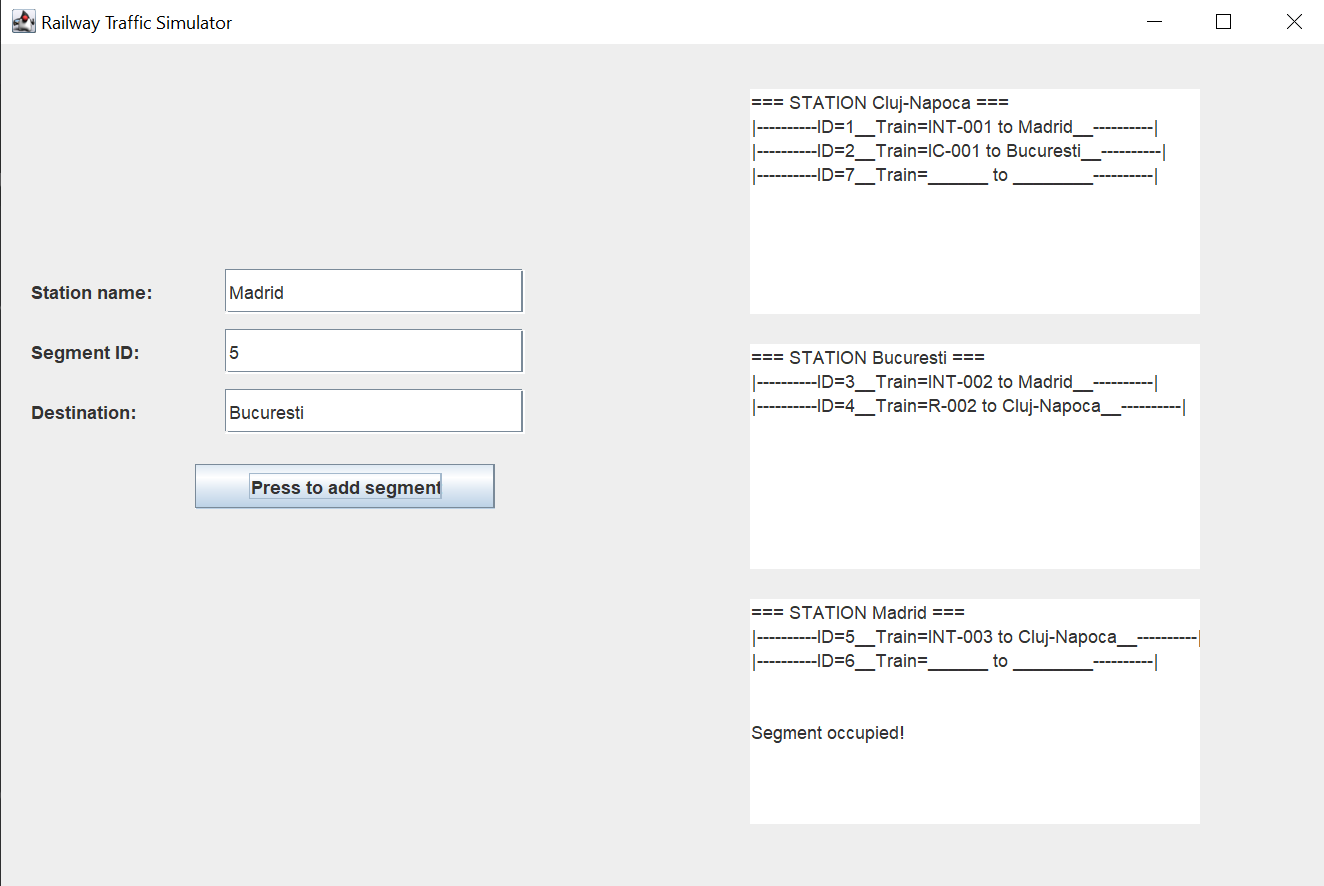 Railway Traffic Simulator
Station name:
Madrid
Segment ID:
5
Destination:
Bucuresti
Press to add segment
=== STATION Cluj-Napoca ===
|----------ID=1__Train=INT-001 to Madrid__----------|
|----------ID=2__Train=IC-001 to Bucuresti__----------|
|----------ID=7__Train=______ to ________----------|
=== STATION Bucuresti ===
|----------ID=3__Train=INT-002 to Madrid__----------|
|----------ID=4__Train=R-002 to Cluj-Napoca__----------|
=== STATION Madrid ===
|----------ID=5__Train=INT-003 to Cluj-Napoca__----------|
|----------ID=6__Train=______ to ________----------|
Segment occupied!